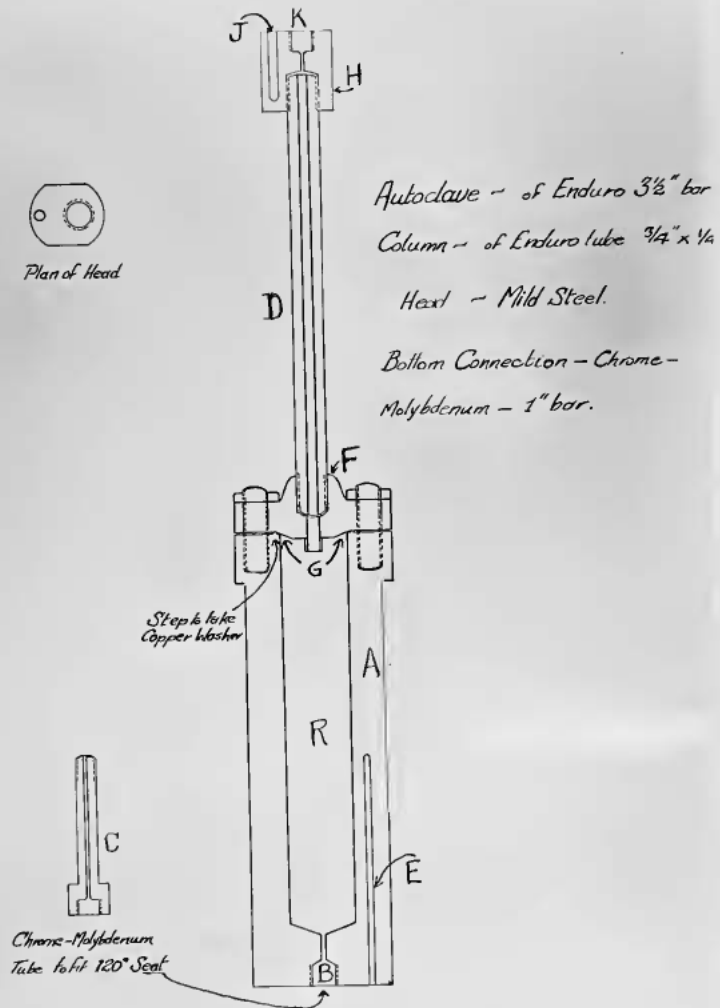 J
K
H
Plan of Head
Autoclave - of Enduro 3½" bar
Column - of Enduro tube ¾" x ¼
Head - Mild Steel.
Bottom Connection - Chrome-
Molybdenum - 1" bar.
D
F
G
Step to take
Copper Washer
A
R
C
E
Chrome-Molybdenum
Tube to fit 120° Seat
B